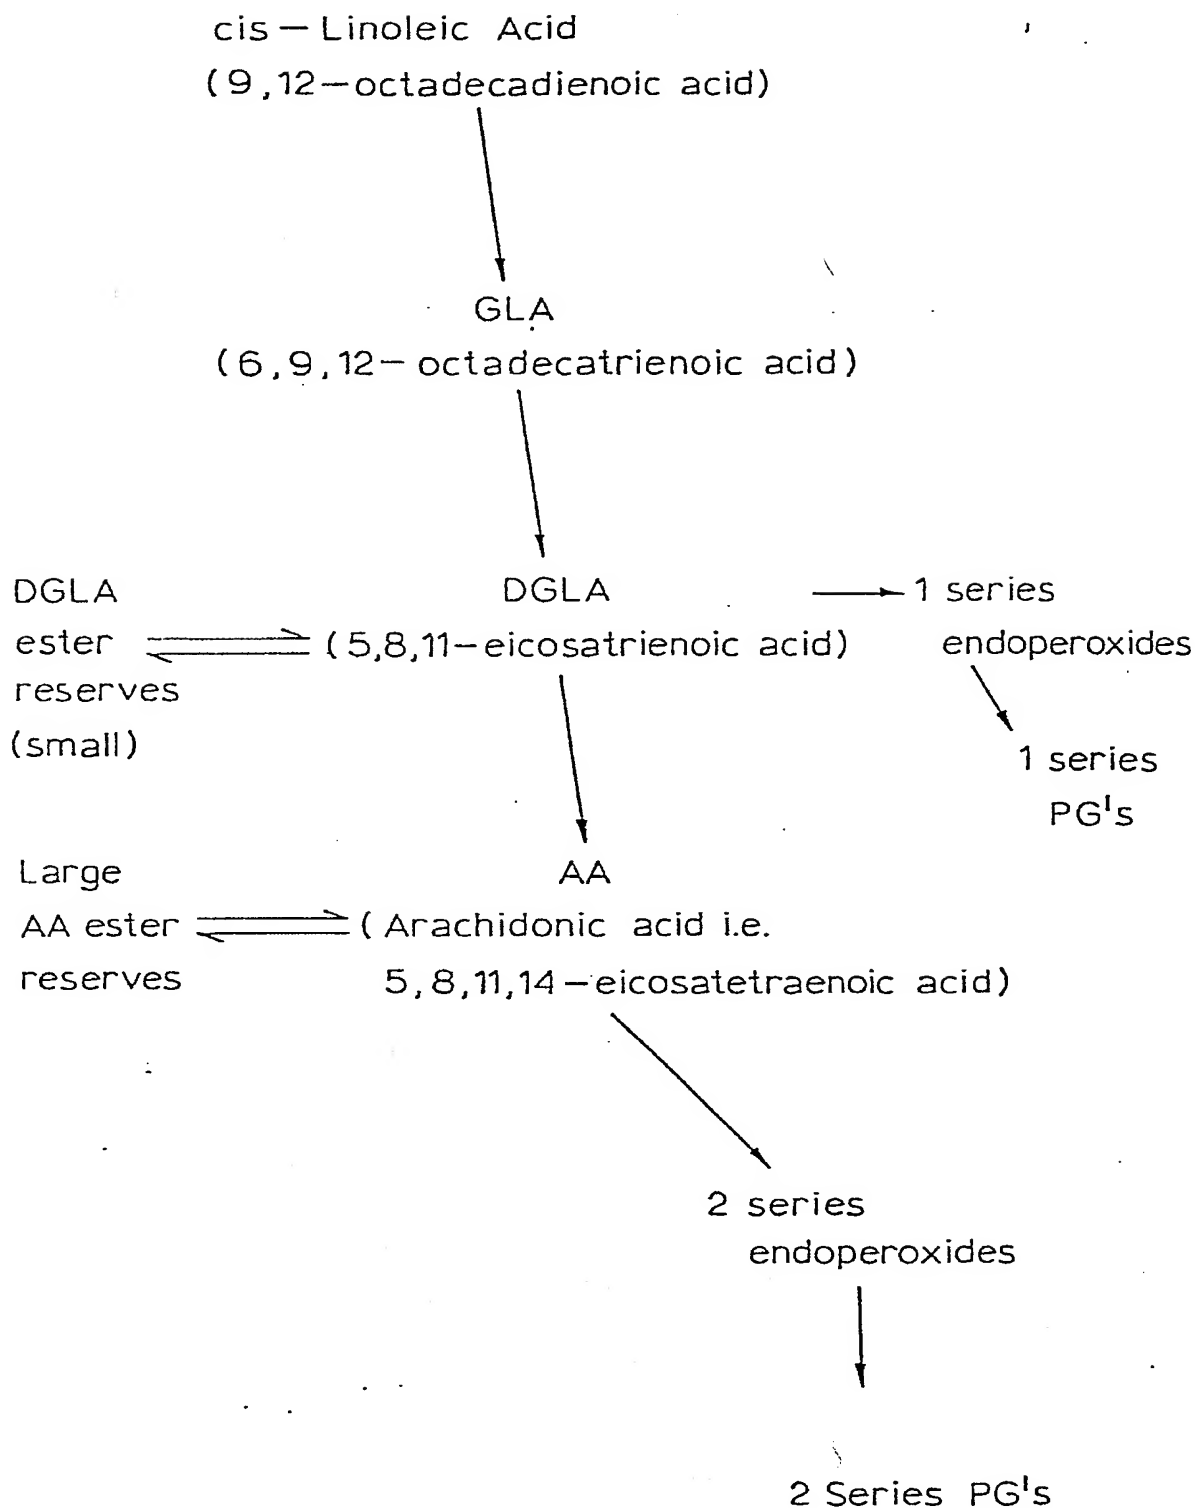 cis — Linoleic Acid
(9,12—octadecadienoic acid)
GLA
(6,9,12— octadecatrienoic acid)
DGLA
ester
reserves
(small)
DGLA
(5,8,11—eicosatrienoic acid)
1 series
endoperoxides
1 series
PG's
Large
AA ester
reserves
AA
( Arachidonic acid i.e.
5,8,11,14—eicosatetraenoic acid)
2 series
endoperoxides
2 Series PG's